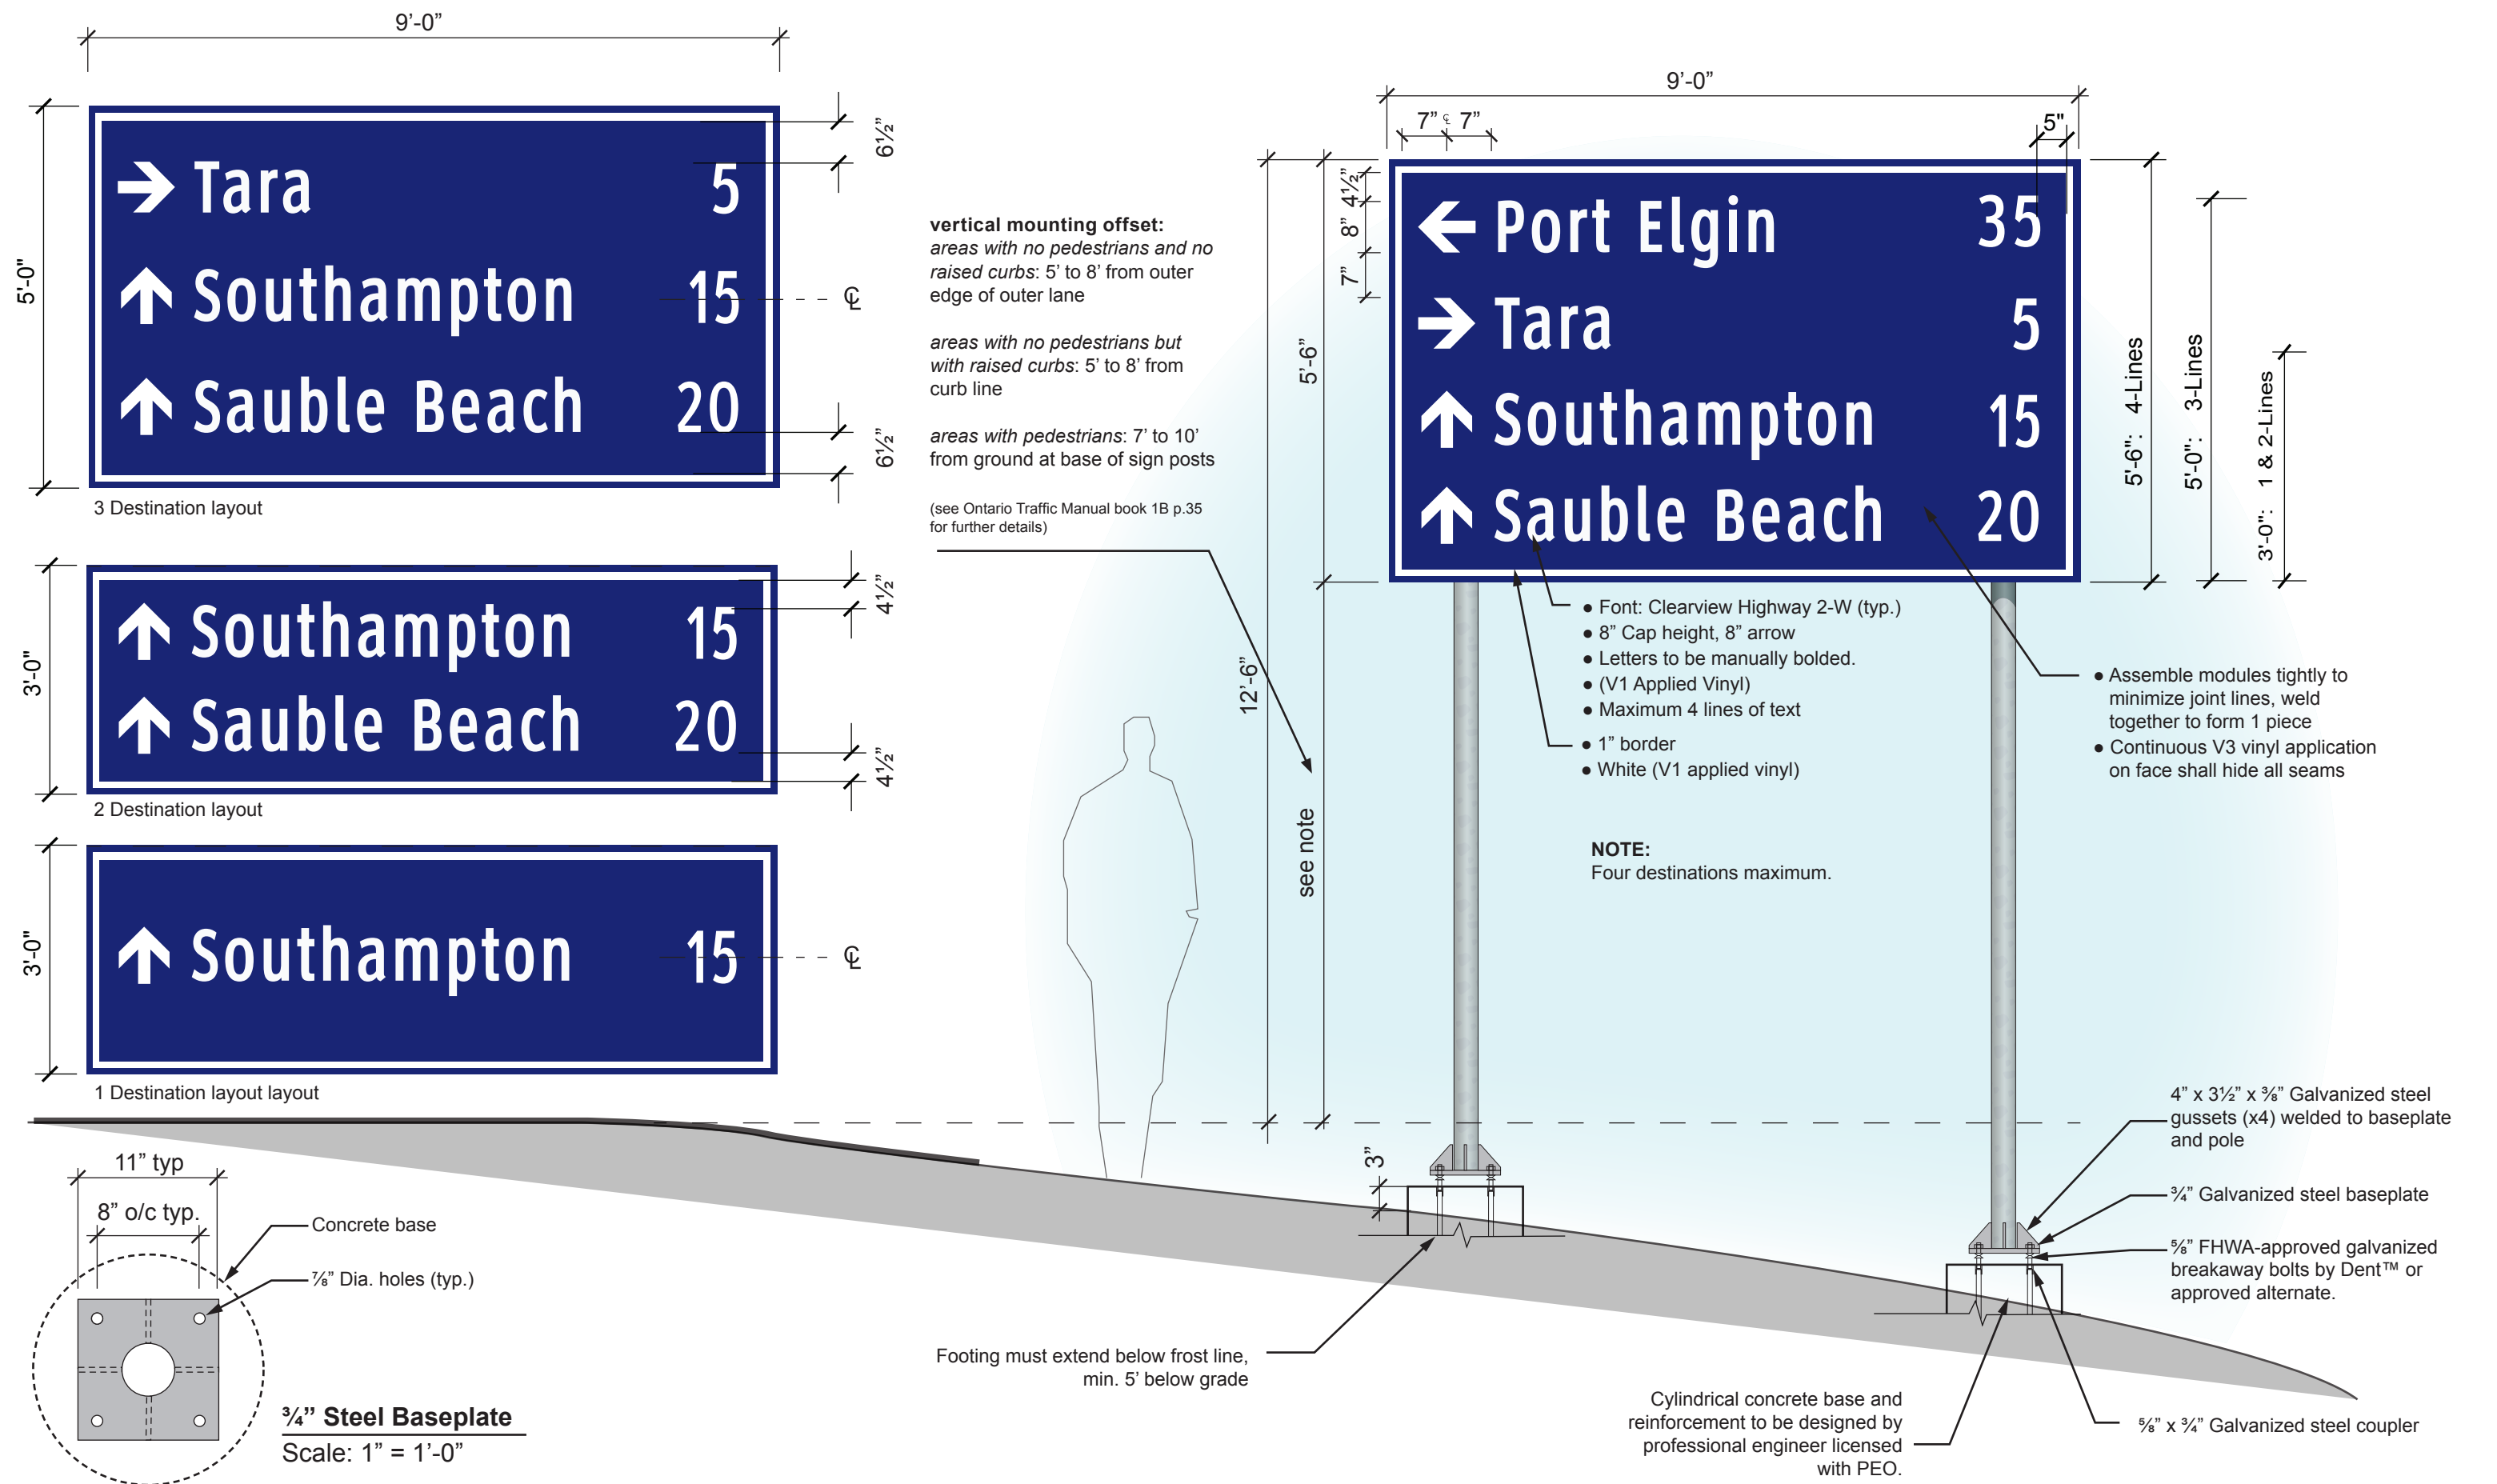 9'-0”
5'-0"
6½”
→ Tara 5
↑ Southampton 15
℄
↑ Sauble Beach 20
6½”
3 Destination layout
3'-0"
4½”
↑ Southampton 15
↑ Sauble Beach 20
4½”
2 Destination layout
3'-0"
↑ Southampton 15
℄
1 Destination layout layout
vertical mounting offset:
areas with no pedestrians and no
raised curbs: 5’ to 8’ from outer
edge of outer lane
areas with no pedestrians but
with raised curbs: 5’ to 8’ from
curb line
areas with pedestrians: 7’ to 10’
from ground at base of sign posts
(see Ontario Traffic Manual book 1B p.35
for further details)
9’-0”
7” ℄ 7”
5"
4½”
8”
7”
5’-6”
12’-6”
see note
← Port Elgin 35
→ Tara 5
↑ Southampton 15
↑ Sauble Beach 20
5'-6": 4-Lines
5'-0": 3-Lines
3'-0": 1 & 2-Lines
● Font: Clearview Highway 2-W (typ.)
● 8” Cap height, 8” arrow
● Letters to be manually bolded.
● (V1 Applied Vinyl)
● Maximum 4 lines of text
● 1” border
● White (V1 applied vinyl)
● Assemble modules tightly to
minimize joint lines, weld
together to form 1 piece
● Continuous V3 vinyl application
on face shall hide all seams
NOTE:
Four destinations maximum.
3”
4” x 3½” x ⅜” Galvanized steel
gussets (x4) welded to baseplate
and pole
¾” Galvanized steel baseplate
⅝” FHWA-approved galvanized
breakaway bolts by Dent™ or
approved alternate.
⅝” x ¾” Galvanized steel coupler
Footing must extend below frost line,
min. 5’ below grade
Cylindrical concrete base and
reinforcement to be designed by
professional engineer licensed
with PEO.
11” typ
8” o/c typ.
Concrete base
⅞” Dia. holes (typ.)
¾” Steel Baseplate
Scale: 1” = 1’-0”